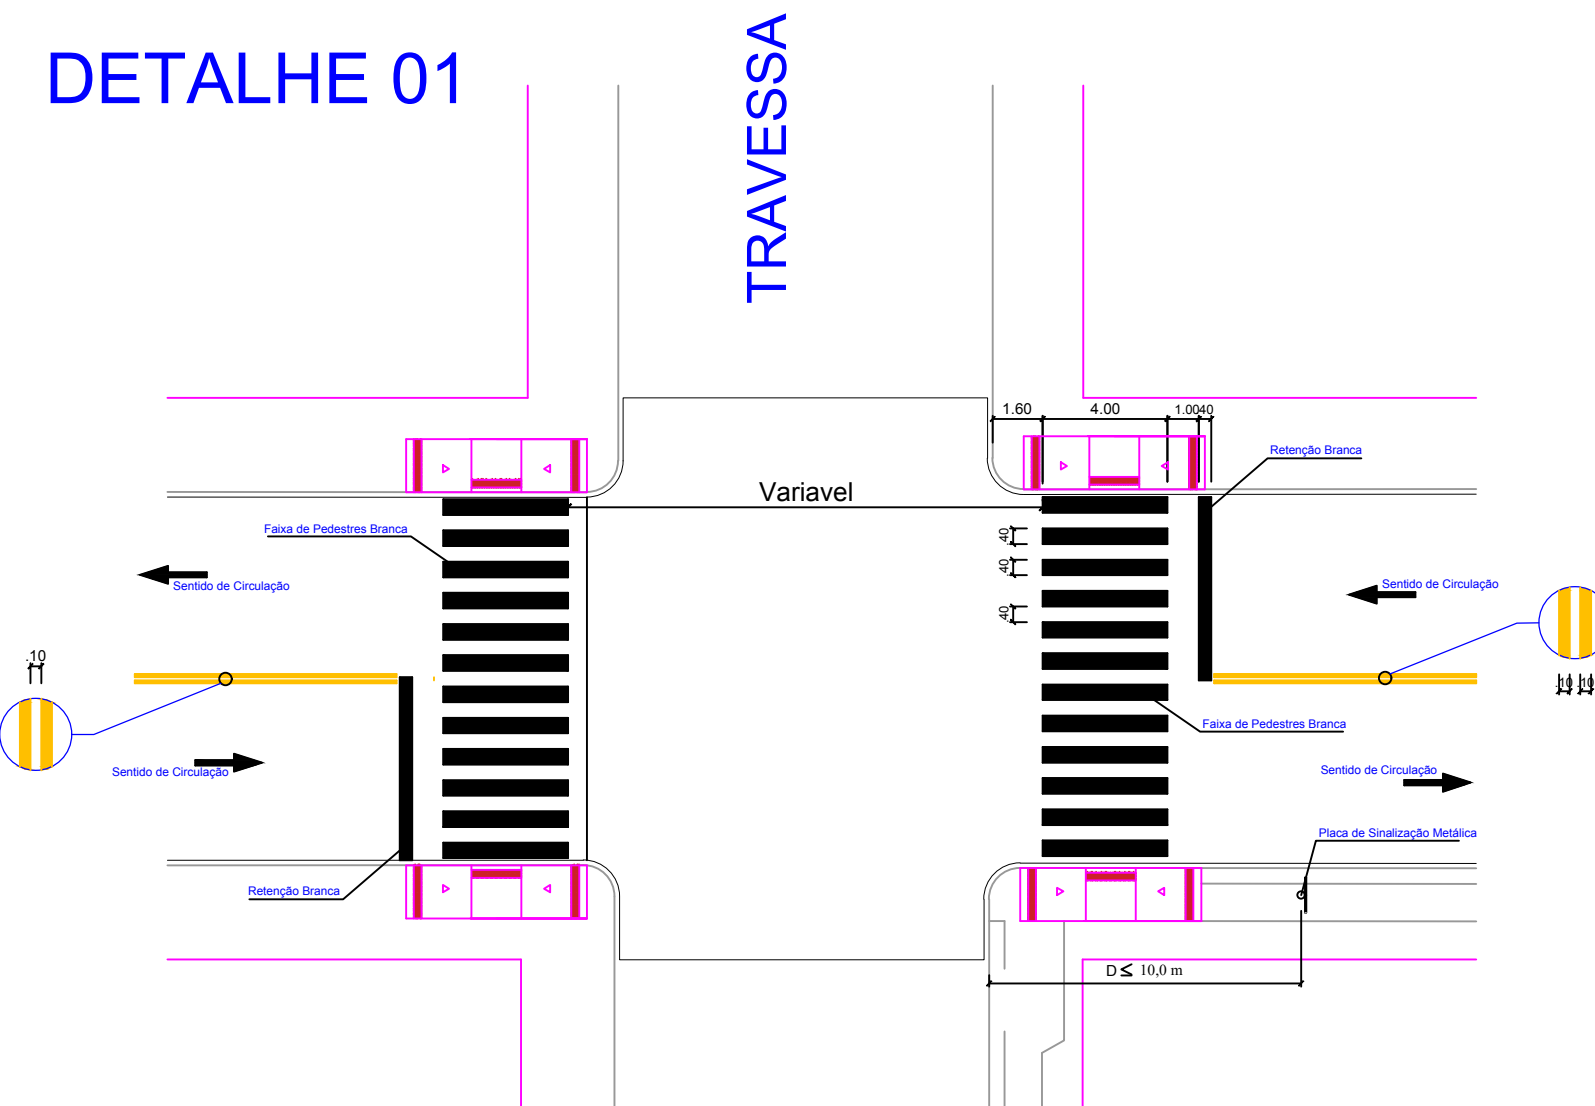 DETALHE 01
TRAVESSA
1.60
4.00
1.00
.40
Retenção Branca
Variavel
Faixa de Pedestres Branca
.40
.40
.40
Sentido de Circulação
Sentido de Circulação
.10
.10
.10
Faixa de Pedestres Branca
Sentido de Circulação
Sentido de Circulação
Placa de Sinalização Metálica
Retenção Branca
D ≤ 10,0 m